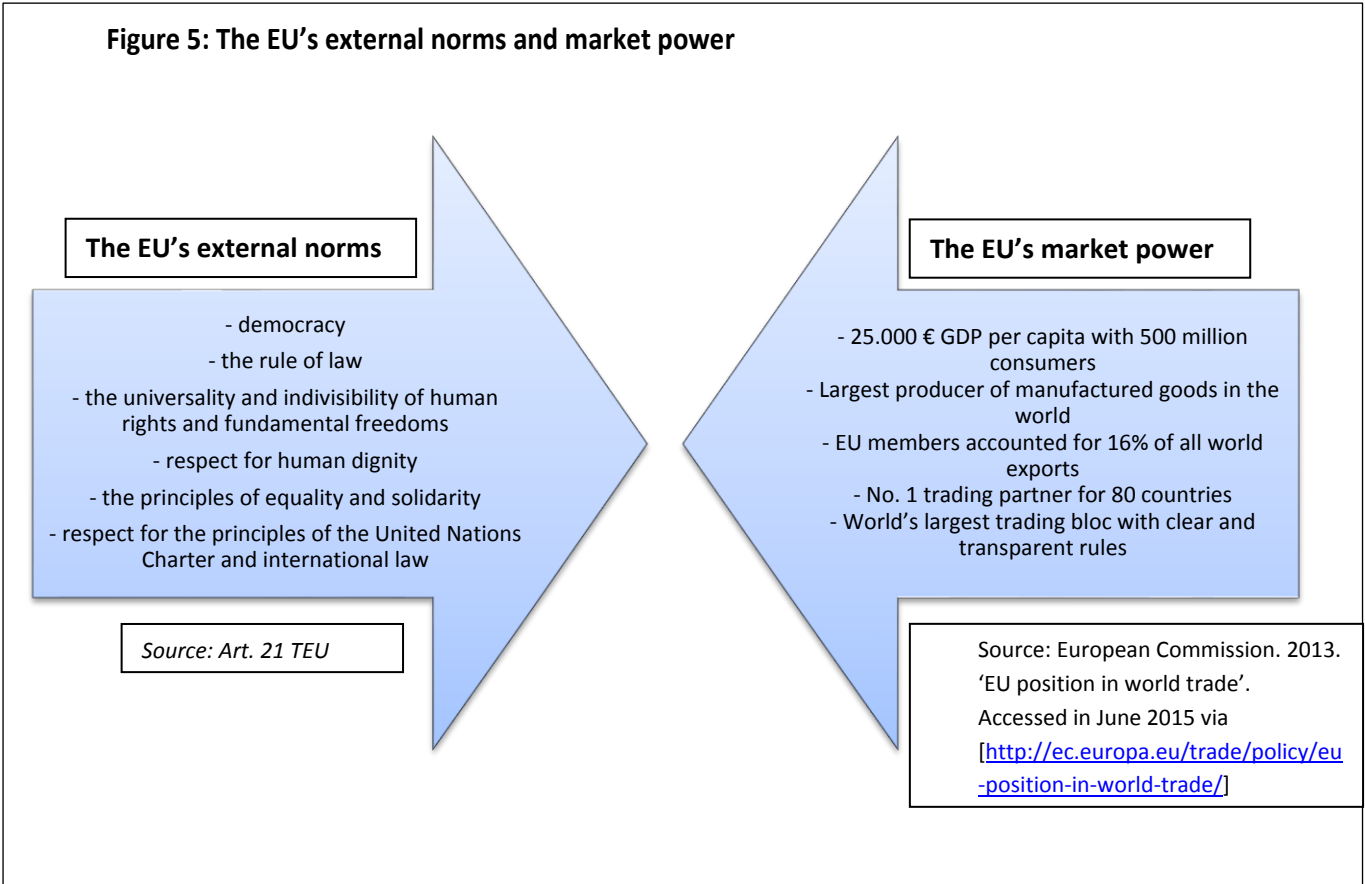 Figure 5: The EU’s external norms and market power
The EU’s external norms
- democracy
- the rule of law
- the universality and indivisibility of human
rights and fundamental freedoms
- respect for human dignity
- the principles of equality and solidarity
- respect for the principles of the United Nations
Charter and international law
Source: Art. 21 TEU
The EU’s market power
- 25.000 € GDP per capita with 500 million
consumers
- Largest producer of manufactured goods in the
world
- EU members accounted for 16% of all world
exports
- No. 1 trading partner for 80 countries
- World’s largest trading bloc with clear and
transparent rules
Source: European Commission. 2013.
‘EU position in world trade’.
Accessed in June 2015 via
[http://ec.europa.eu/trade/policy/eu
-position-in-world-trade/]